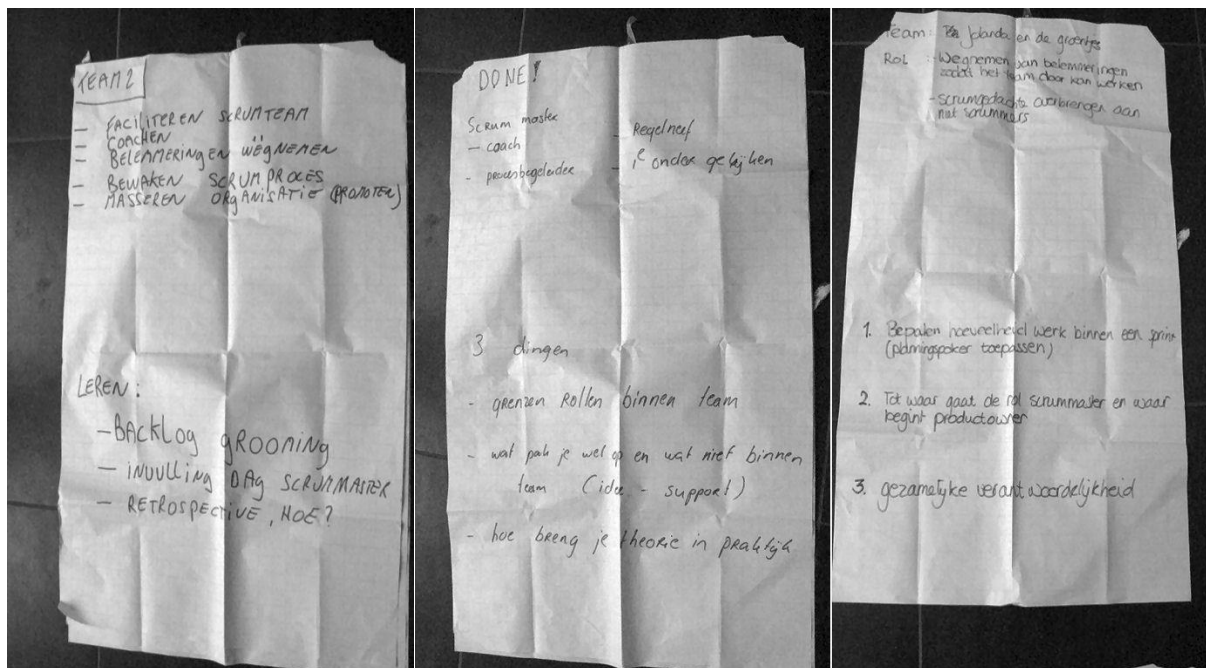 TEAM 2
- FACILITEREN SCRUMTEAM
- COACHEN
- BELEMMERINGEN WEGNEMEN
- BEWAKEN SCRUMPROCES
- MASSEREN ORGANISATIE (PROMOTEN)
LEREN:
- BACKLOG GROOMING
- INVULLING DAG SCRUMMASTER
- RETROSPECTIVE, HOE?
DONE!
Scrum master
- coach
- procesbegeleider
- Regelneef
- 1e onder gelijken
3 dingen
- grenzen Rollen binnen team
- wat pak je wel op en wat niet binnen
team ( - support)
- hoe breng je theorie in praktijk
Team: Jolanda en de groentjes
Rol : - Wegnemen van belemmeringen
zodat het team door kan werken
- scrumgedachte overbrengen aan
niet scrummers
1. Bepalen hoeveelheid werk binnen een sprint
(planningspoker toepassen)
2. Tot waar gaat de rol scrummaster en waar
begint productowner
3. gezamelijke verantwoordelijkheid